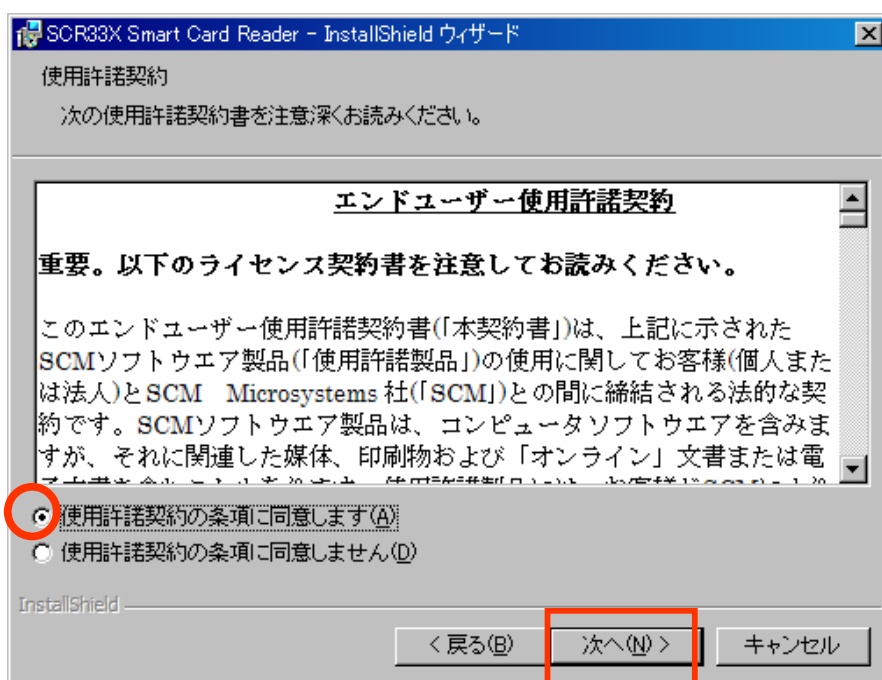 SCR33X Smart Card Reader - InstallShield ウィザード
使用許諾契約
次の使用許諾契約書を注意深くお読みください。
エンドユーザー使用許諾契約
重要。以下のライセンス契約書を注意してお読みください。
このエンドユーザー使用許諾契約書(「本契約書」)は、上記に示された
SCMソフトウエア製品(「使用許諾製品」)の使用に関してお客様(個人また
は法人)とSCM　Microsystems 社(「SCM」)との間に締結される法的な契
約です。SCMソフトウエア製品は、コンピュータソフトウエアを含みま
すが、それに関連した媒体、印刷物および「オンライン」文書または電
使用許諾契約の条項に同意します(A)
使用許諾契約の条項に同意しません(D)
InstallShield
< 戻る(B)
次へ(N) >
キャンセル